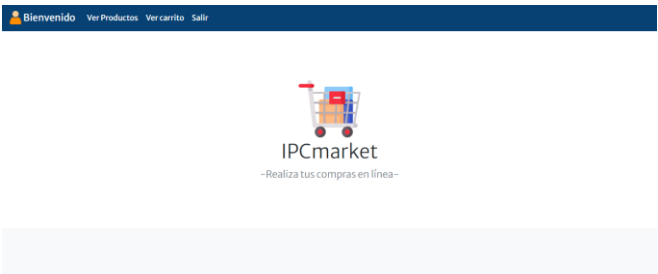 Bienvenido Ver Productos Ver carrito Salir
IPCmarket
-Realiza tus compras en línea-